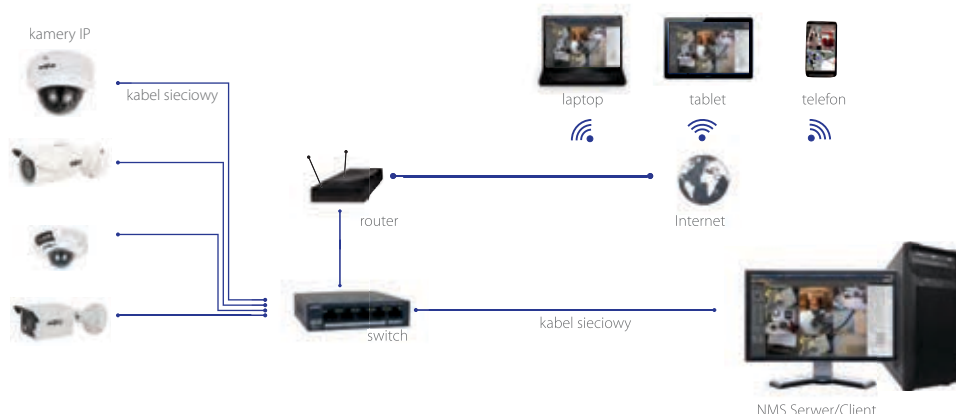 kamery IP
kabel sieciowy
laptop
tablet
telefon
router
Internet
switch
kabel sieciowy
NMS Serwer/Client